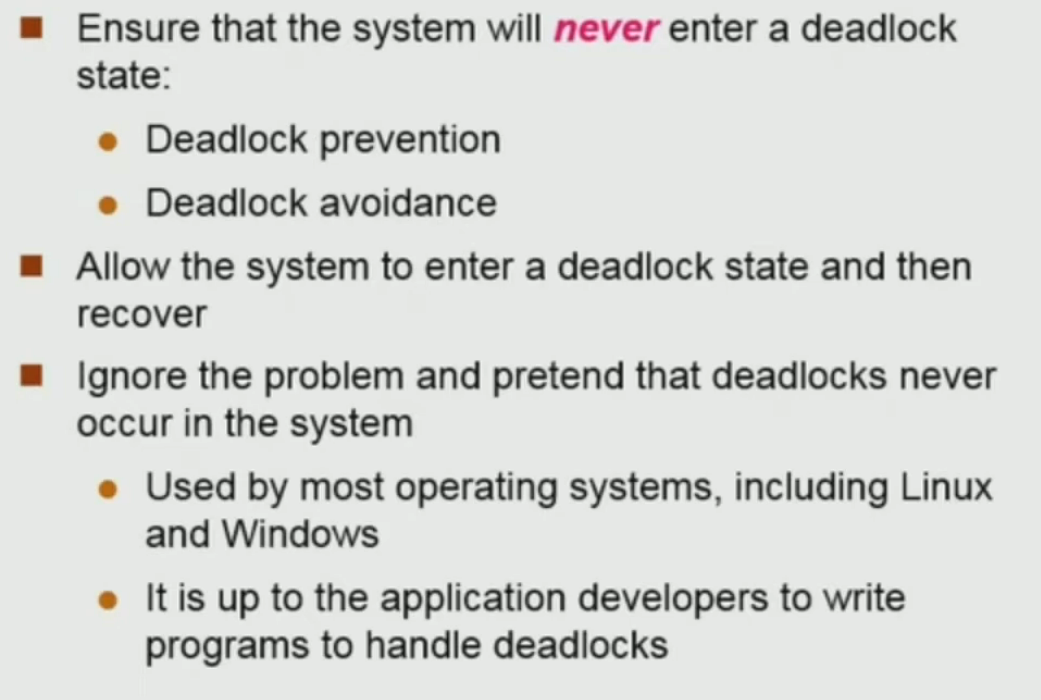 Ensure that the system will never enter a deadlock
state:
Deadlock prevention
Deadlock avoidance
Allow the system to enter a deadlock state and then
recover
Ignore the problem and pretend that deadlocks never
occur in the system
Used by most operating systems, including Linux
and Windows
It is up to the application developers to write
programs to handle deadlocks